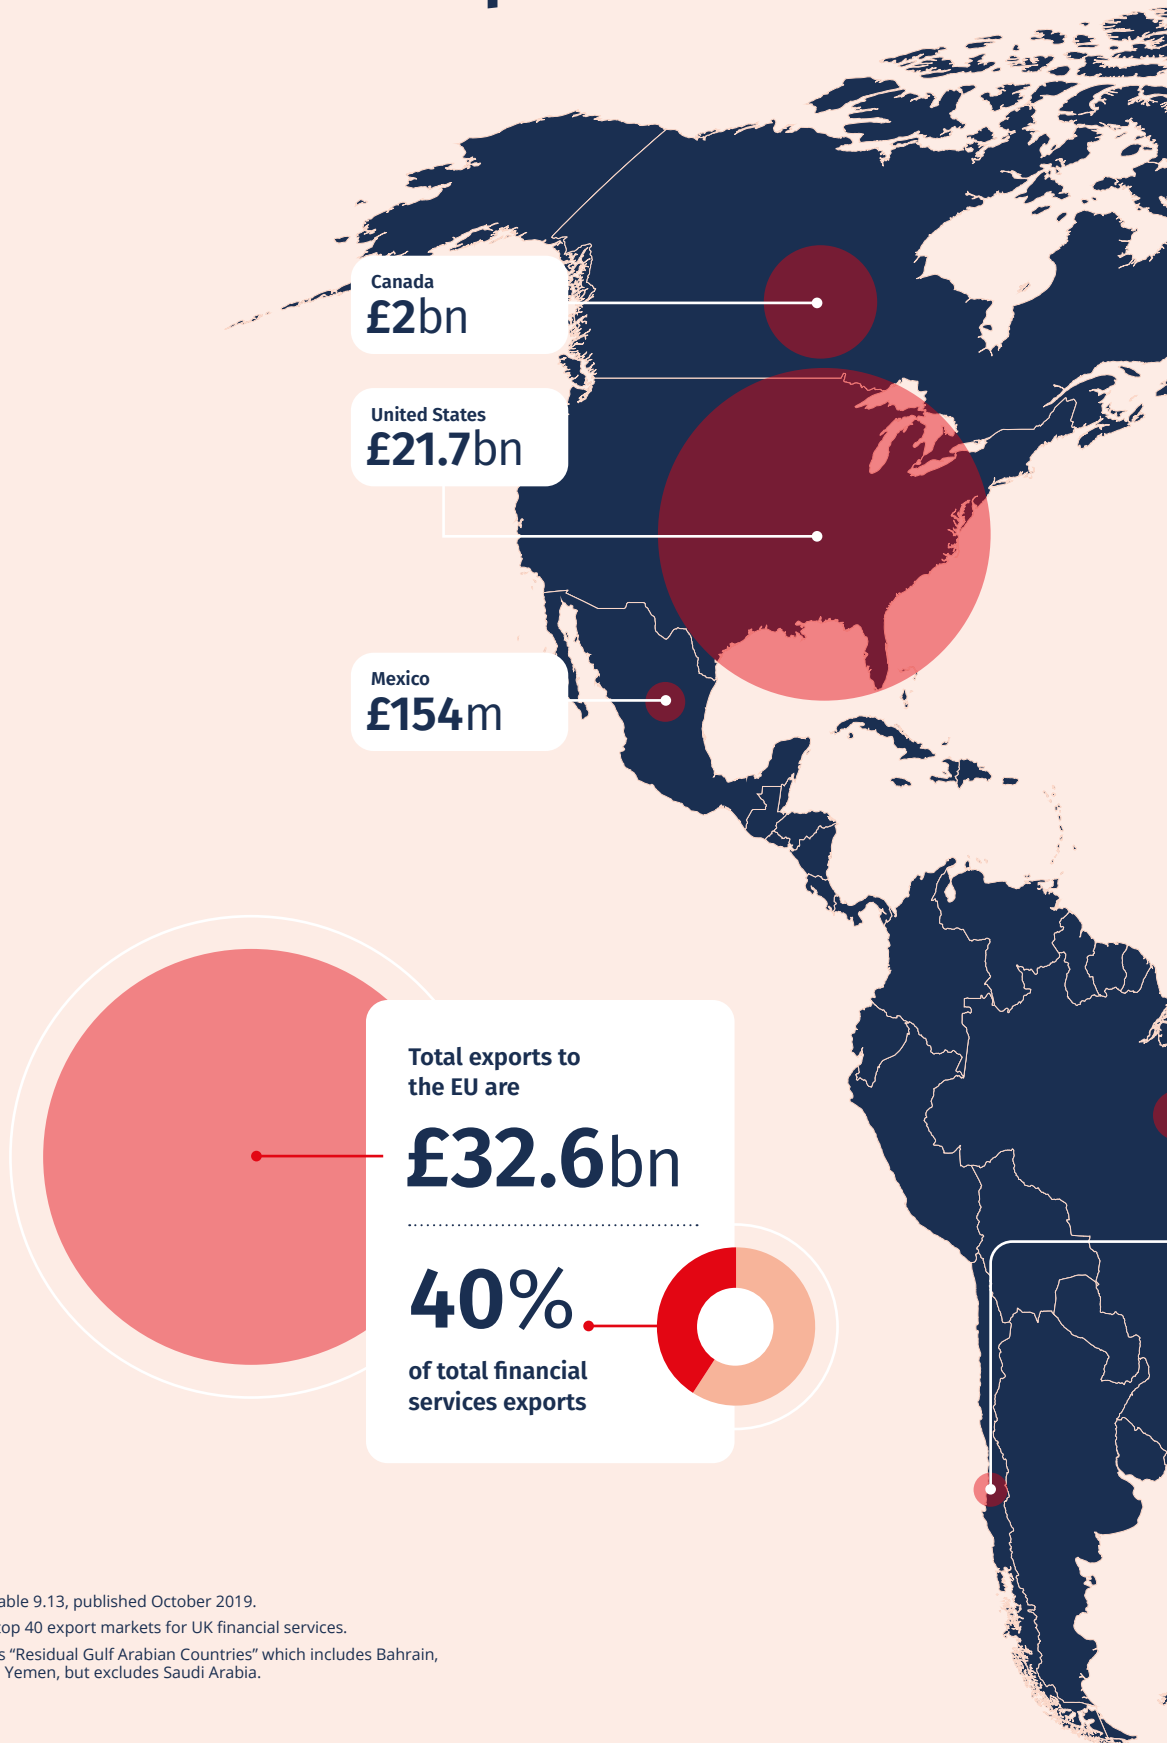 Canada
£2bn
United States
£21.7bn
Mexico
£154m
Total exports to
the EU are
£32.6bn
40%
of total financial
services exports
9.13, published October 2019.
40 export markets for UK financial services.
“Residual Gulf Arabian Countries” which includes Bahrain,
Yemen, but excludes Saudi Arabia.